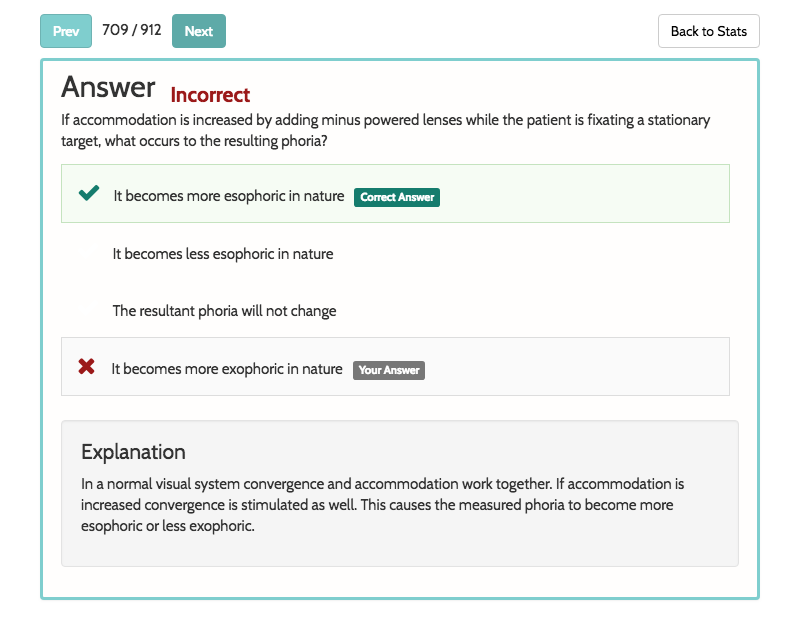 Prev 709 / 912 Next Back to Stats
Answer Incorrect
If accommodation is increased by adding minus powered lenses while the patient is fixating a stationary
target, what occurs to the resulting phoria?
It becomes more esophoric in nature Correct Answer
It becomes less esophoric in nature
The resultant phoria will not change
It becomes more exophoric in nature Your Answer
Explanation
In a normal visual system convergence and accommodation work together. If accommodation is
increased convergence is stimulated as well. This causes the measured phoria to become more
esophoric or less exophoric.